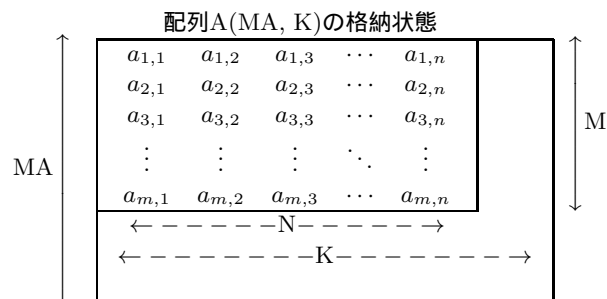 配列A(MA, K)の格納状態
a1,1 a1,2 a1,3 ⋯ a1,n
a2,1 a2,2 a2,3 ⋯ a2,n
a3,1 a3,2 a3,3 ⋯ a3,n
M
MA
⋮ ⋮ ⋮ ⋱ ⋮
am,1 am,2 am,3 ⋯ am,n
N
K